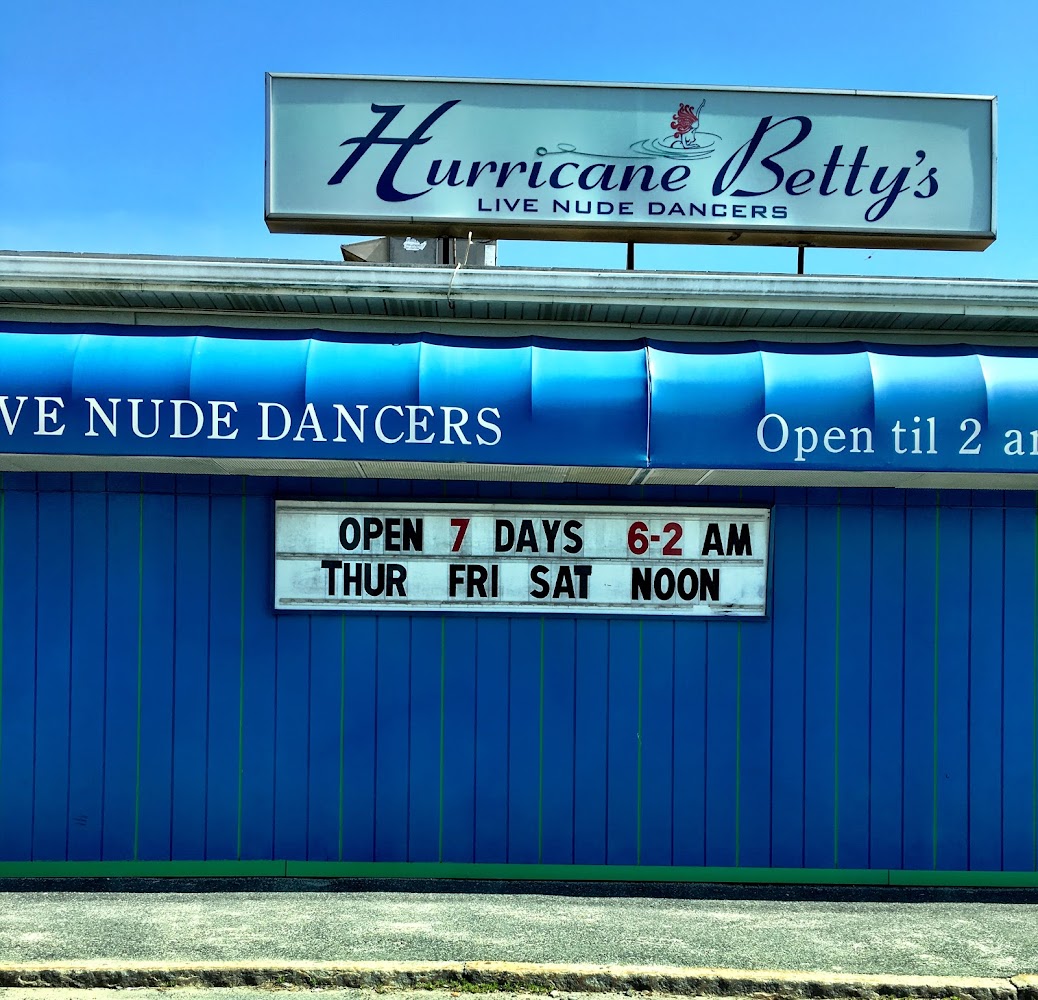 Hurricane Betty's
LIVE NUDE DANCERS
VE NUDE DANCERS
Open til 2 a
OPEN 7 DAYS 6-2 AM
THUR FRI SAT NOON